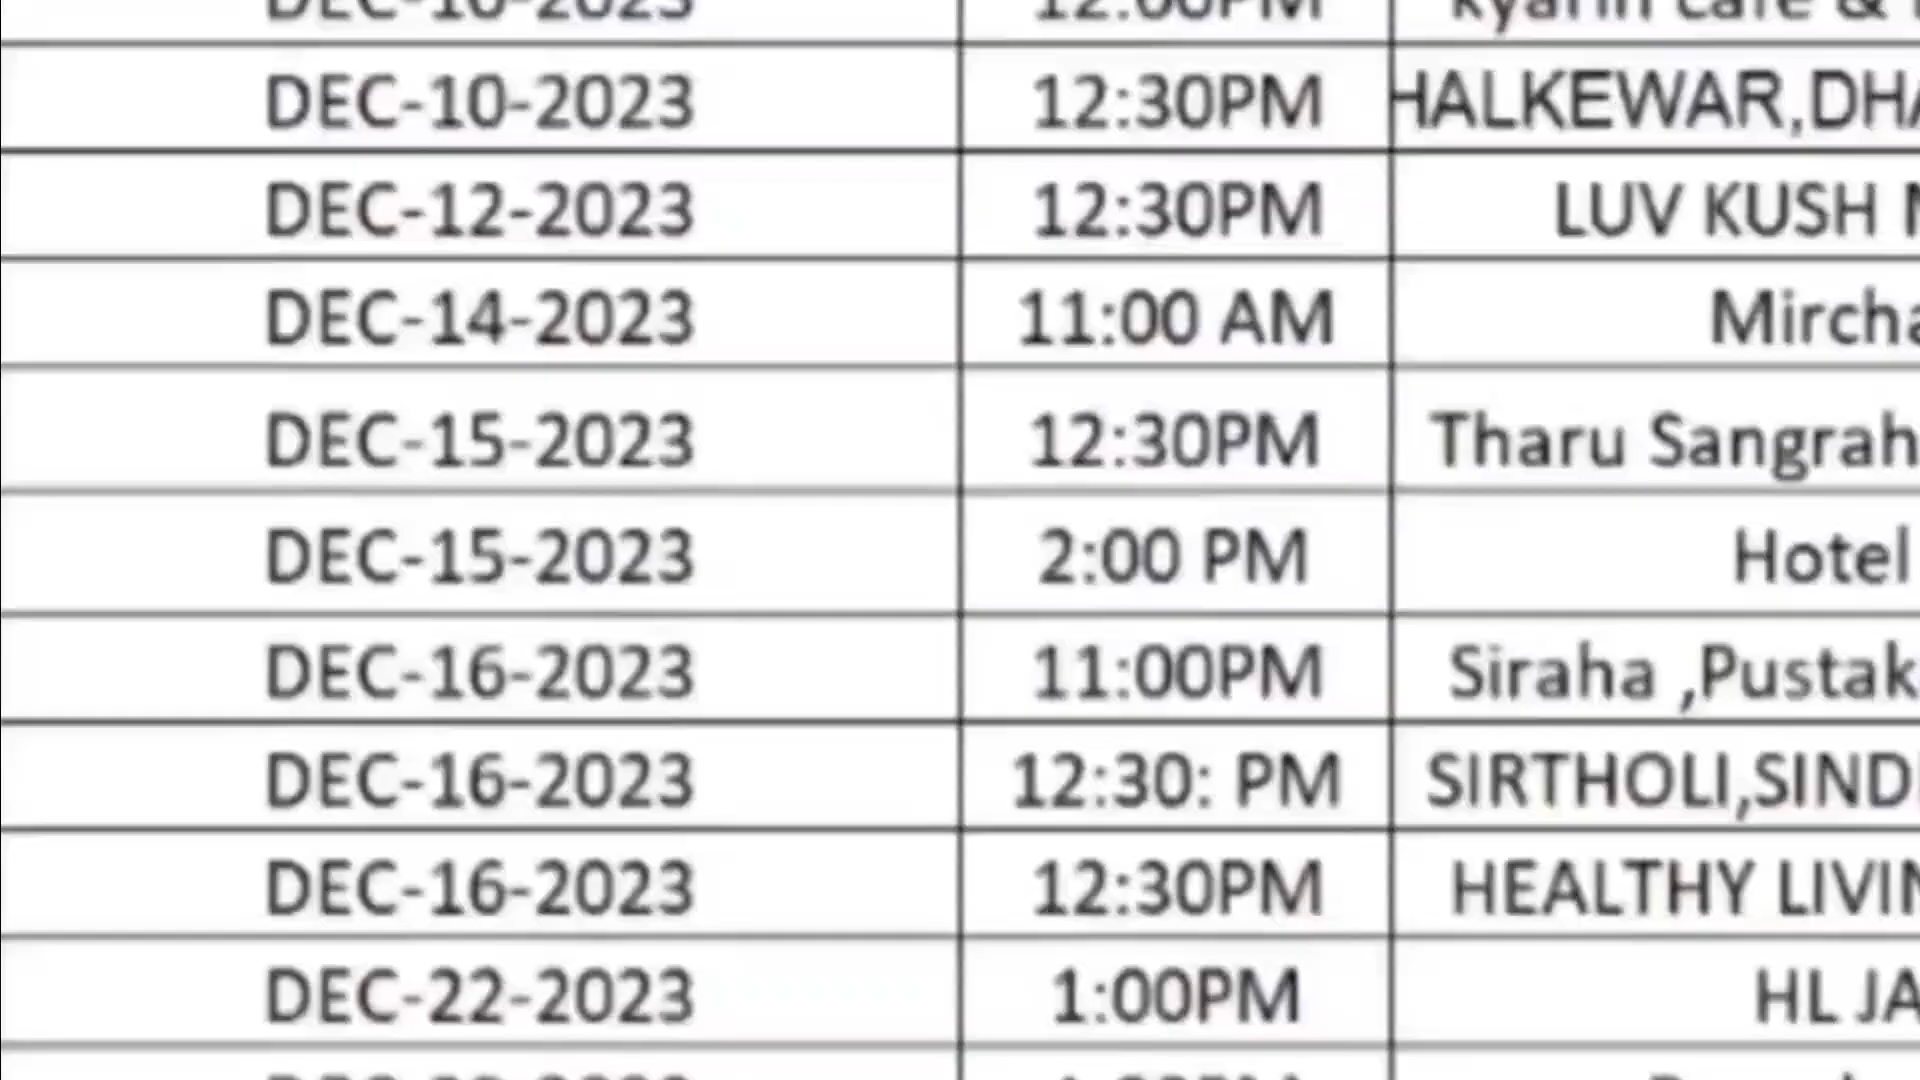 DEC-10-2023 12:00PM kyarin cafe &
DEC-10-2023 12:30PM HALKEWAR,DHA
DEC-12-2023 12:30PM LUV KUSH
DEC-14-2023 11:00 AM Mircha
DEC-15-2023 12:30PM Tharu Sangrah
DEC-15-2023 2:00 PM Hotel
DEC-16-2023 11:00PM Siraha ,Pustak
DEC-16-2023 12:30: PM SIRTHOLI,SIND
DEC-16-2023 12:30PM HEALTHY LIVIN
DEC-22-2023 1:00PM HL JA